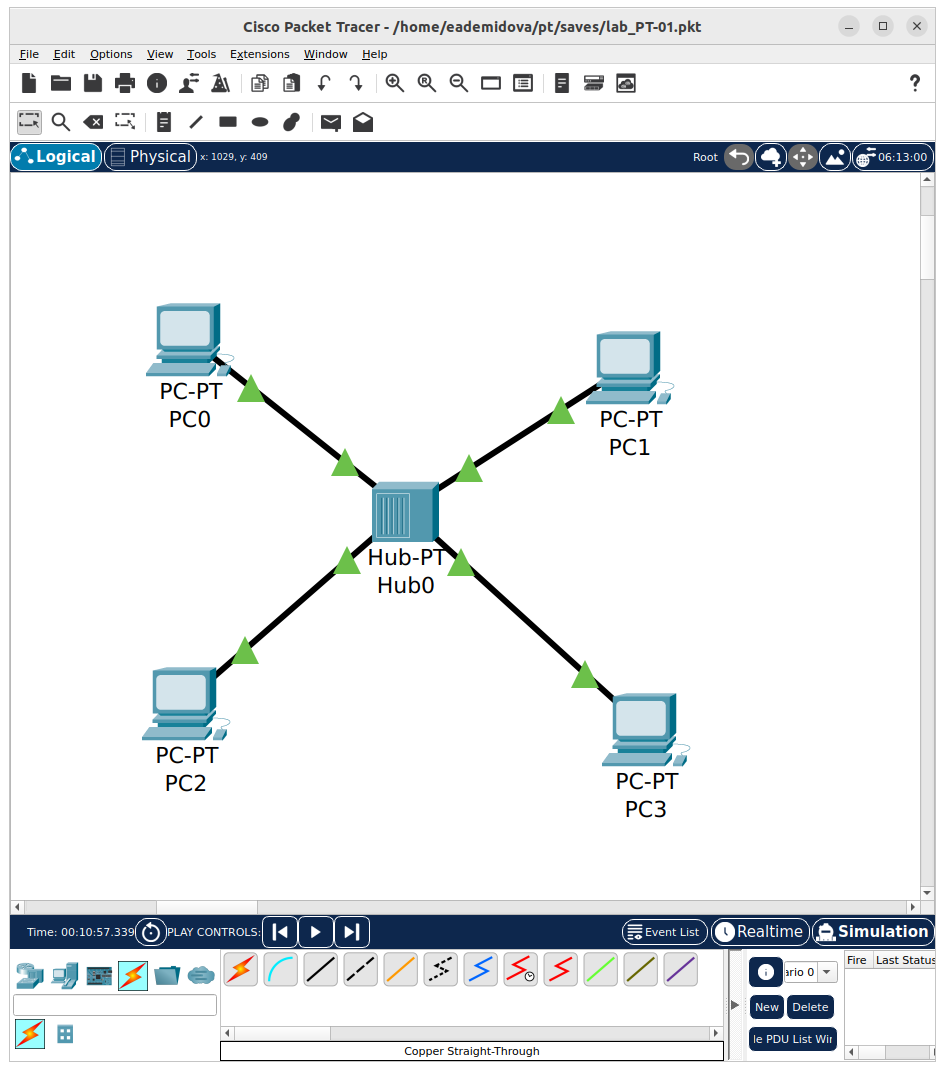 Cisco Packet Tracer - /home/eademidova/pt/saves/lab_PT-01.pkt
File Edit Options View Tools Extensions Window Help
?
Logical Physical x: 1029, y: 409 Root 06:13:00
PC-PT
PC0
PC-PT
PC1
Hub-PT
Hub0
PC-PT
PC2
PC-PT
PC3
Time: 00:10:57.339 PLAY CONTROLS: Event List Realtime Simulation
ario 0 Fire Last Status
New Delete
le PDU List Wir
Copper Straight-Through